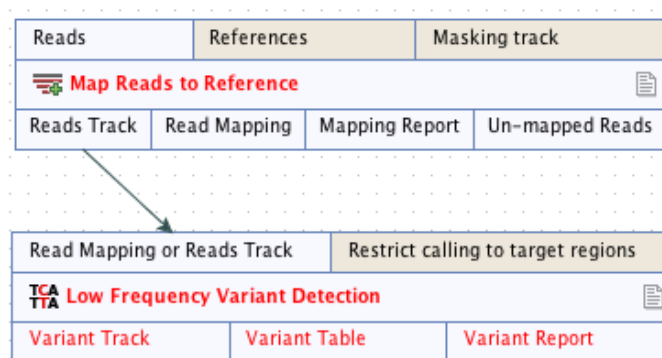 Reads References Masking track
Map Reads to Reference
Reads Track Read Mapping Mapping Report Un-mapped Reads
Read Mapping or Reads Track Restrict calling to target regions
TCA
TTA Low Frequency Variant Detection
Variant Track Variant Table Variant Report